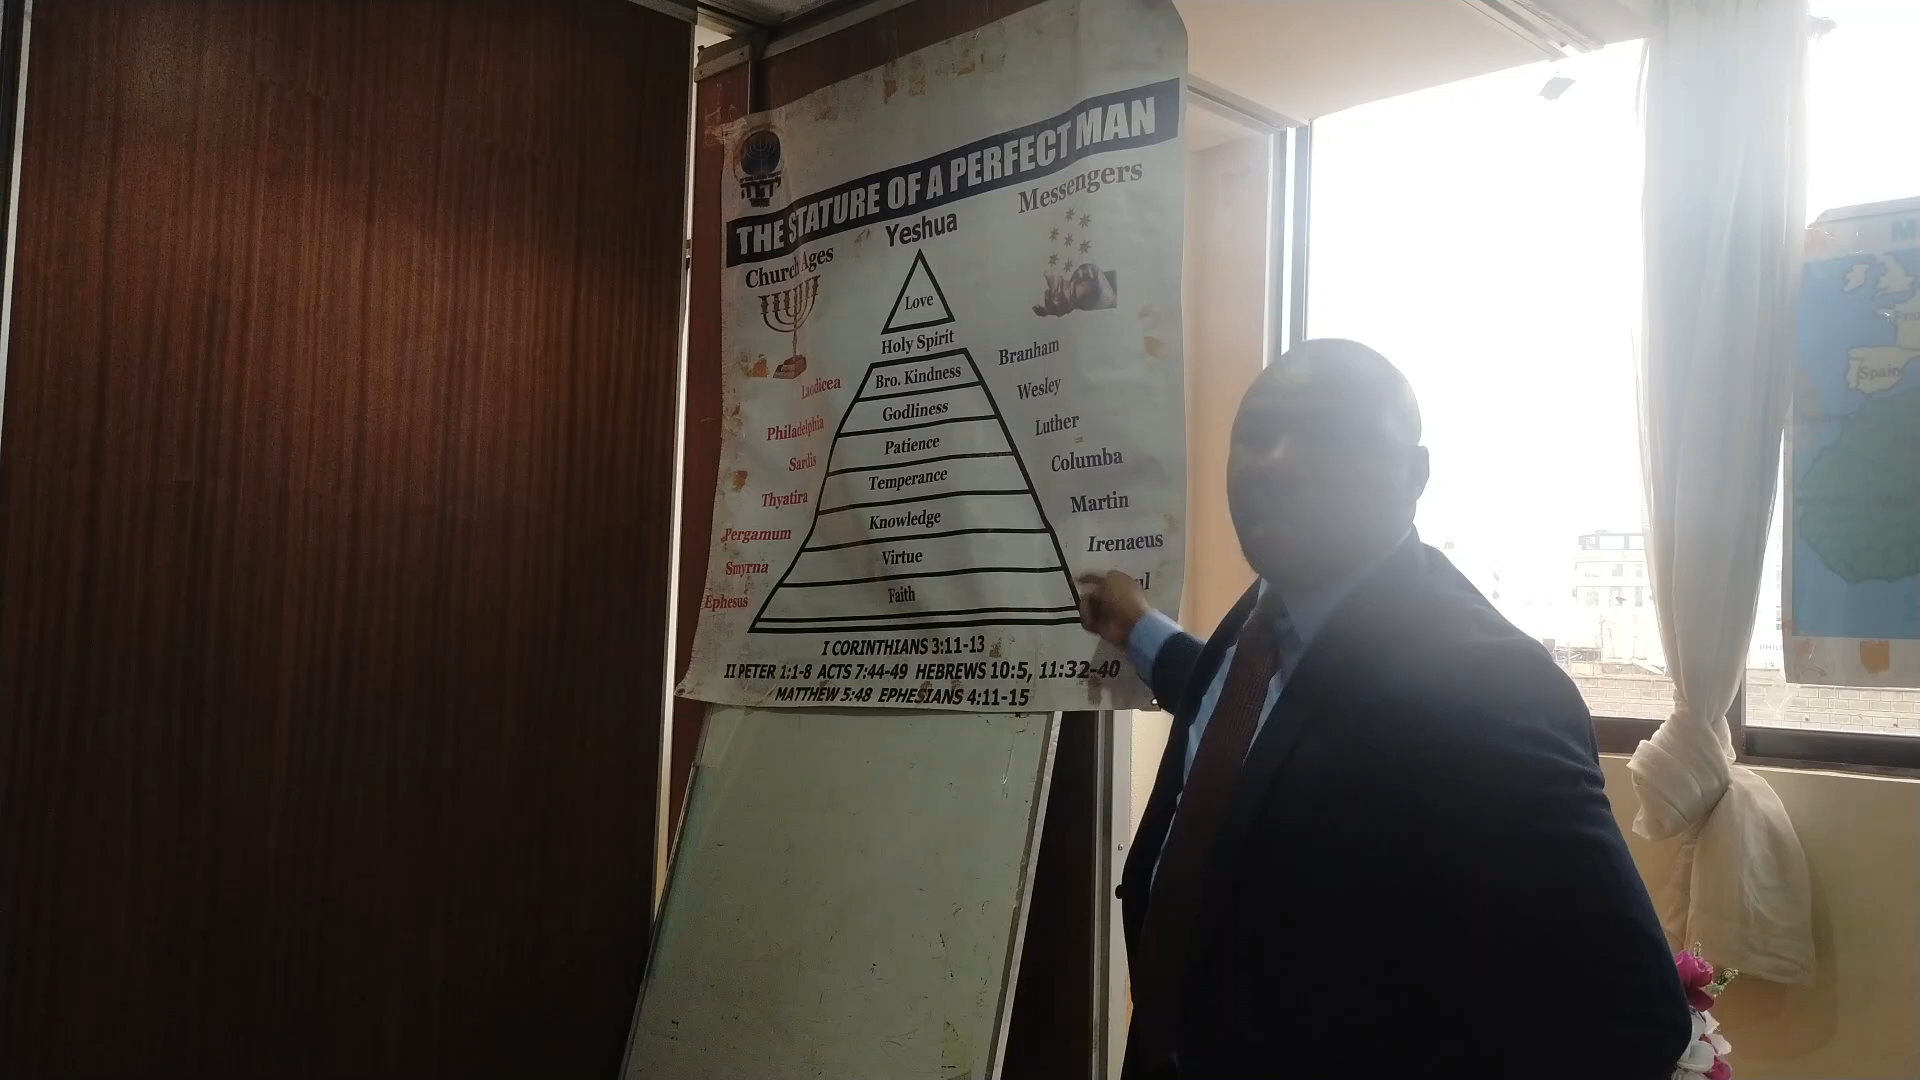 יהוה
THE STATURE OF A PERFECT MAN
Yeshua
Messengers
Church Ages
Love
Holy Spirit
Bro. Kindness
Godliness
Patience
Temperance
Knowledge
Virtue
Faith
Laodicea
Philadelphia
Sardis
Thyatira
Pergamum
Smyrna
Ephesus
Branham
Wesley
Luther
Columba
Martin
Irenaeus
I CORINTHIANS 3:11-13
II PETER 1:1-8 ACTS 7:44-49 HEBREWS 10:5, 11:32-40
MATTHEW 5:48 EPHESIANS 4:11-15
Spain